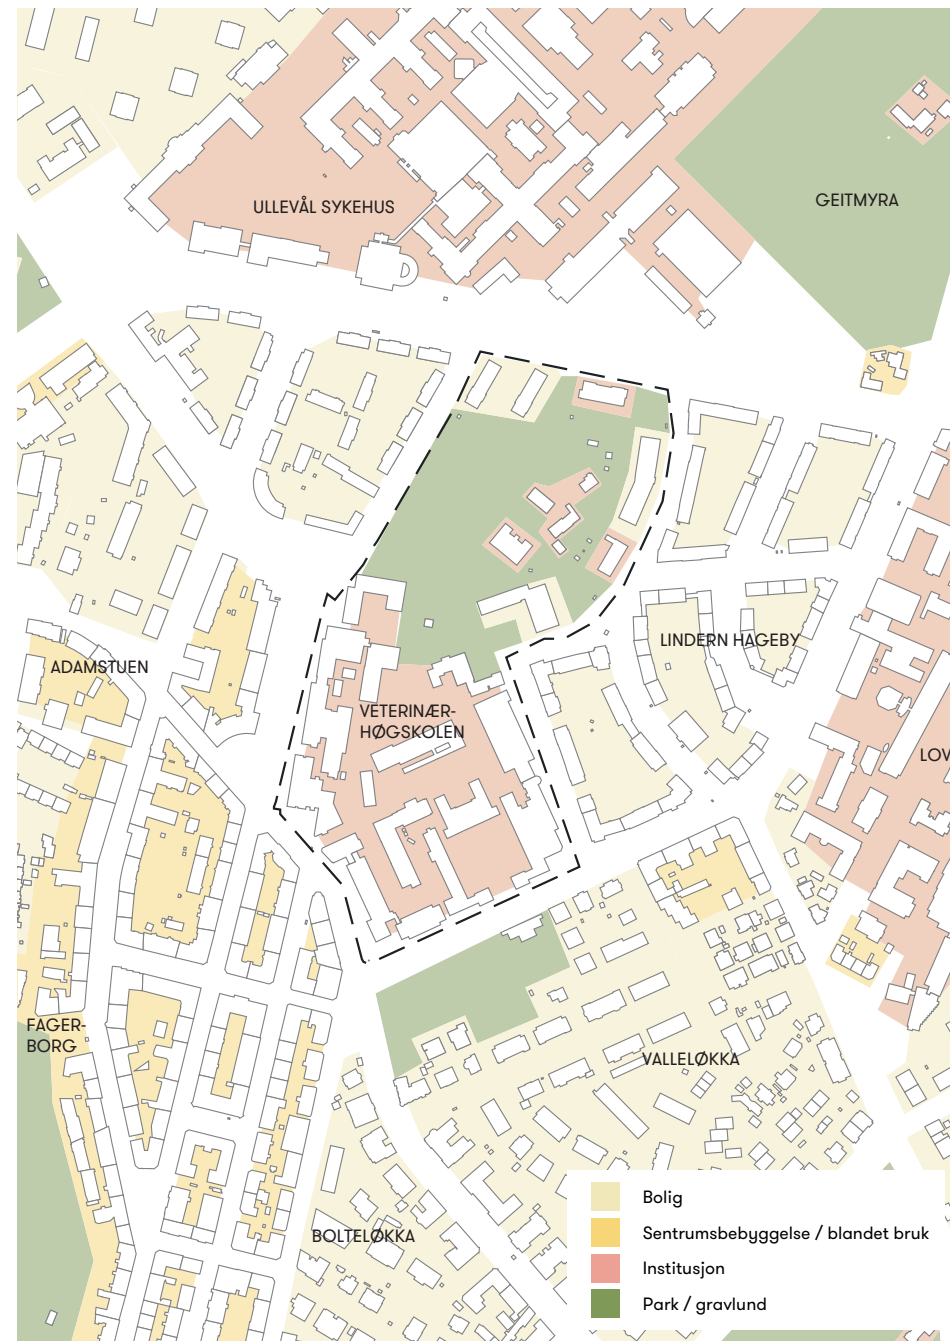 ULLEVÅL SYKEHUS
GEITMYRA
LINDERN HAGEBY
ADAMSTUEN
VETERINÆR-
HØGSKOLEN
LOV
FAGER-
BORG
VALLELØKKA
BOLTELØKKA
Bolig
Sentrumsbebyggelse / blandet bruk
Institusjon
Park / gravlund